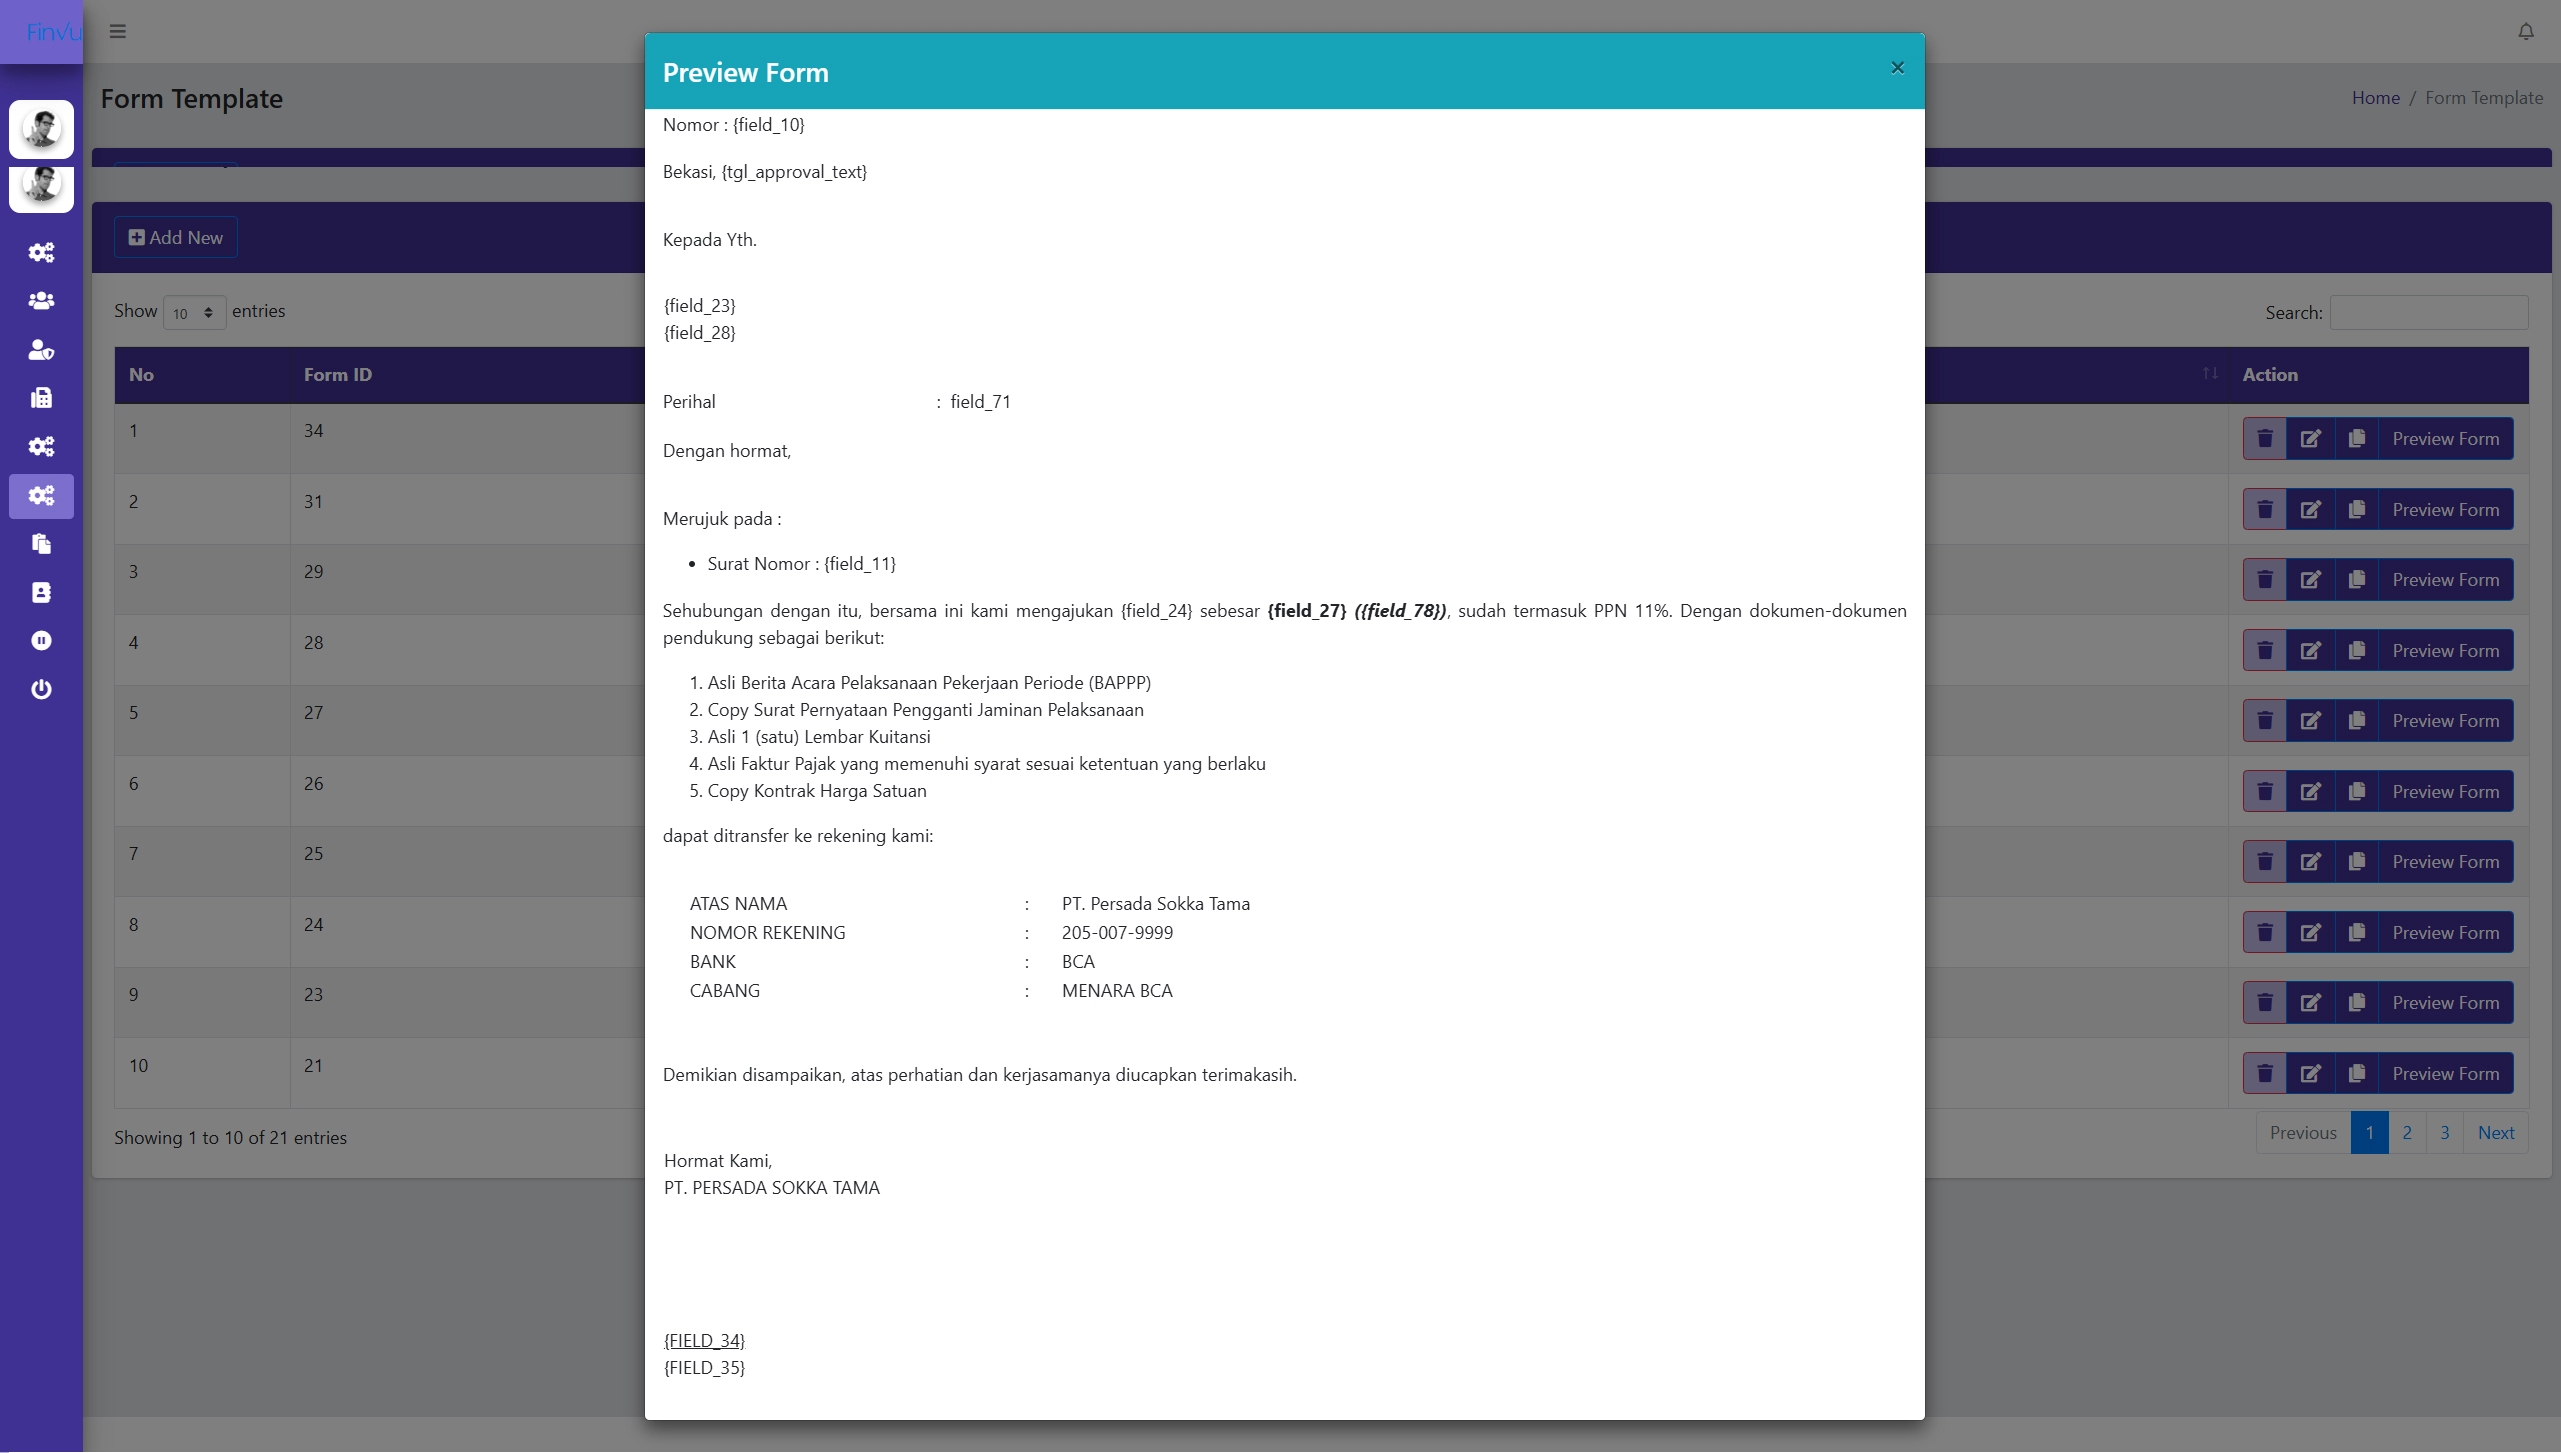 FinVu
Form Template
Home / Form Template
Add New
Show 10 entries
Search:
No Form ID Action
1 34 Preview Form
2 31 Preview Form
3 29 Preview Form
4 28 Preview Form
5 27 Preview Form
6 26 Preview Form
7 25 Preview Form
8 24 Preview Form
9 23 Preview Form
10 21 Preview Form
Showing 1 to 10 of 21 entries
Previous 1 2 3 Next
Preview Form ×
Nomor : {field_10}
Bekasi, {tgl_approval_text}
Kepada Yth.
{field_23}
{field_28}
Perihal : field_71
Dengan hormat,
Merujuk pada :
• Surat Nomor : {field_11}
Sehubungan dengan itu, bersama ini kami mengajukan {field_24} sebesar {field_27} ({field_78}), sudah termasuk PPN 11%. Dengan dokumen-dokumen
pendukung sebagai berikut:
1. Asli Berita Acara Pelaksanaan Pekerjaan Periode (BAPPP)
2. Copy Surat Pernyataan Pengganti Jaminan Pelaksanaan
3. Asli 1 (satu) Lembar Kuitansi
4. Asli Faktur Pajak yang memenuhi syarat sesuai ketentuan yang berlaku
5. Copy Kontrak Harga Satuan
dapat ditransfer ke rekening kami:
ATAS NAMA : PT. Persada Sokka Tama
NOMOR REKENING : 205-007-9999
BANK : BCA
CABANG : MENARA BCA
Demikian disampaikan, atas perhatian dan kerjasamanya diucapkan terimakasih.
Hormat Kami,
PT. PERSADA SOKKA TAMA
{FIELD_34}
{FIELD_35}